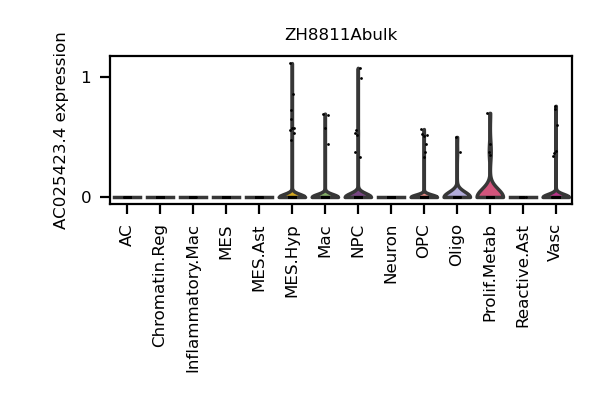 ZH8811Abulk
AC025423.4 expression
1
0
AC
Chromatin.Reg
Inflammatory.Mac
MES
MES.Ast
MES.Hyp
Mac
NPC
Neuron
OPC
Oligo
Prolif.Metab
Reactive.Ast
Vasc